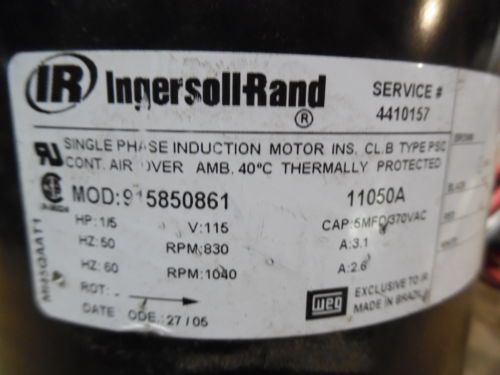 IR Ingersoll-Rand ®
SERVICE #
4410157
SINGLE PHASE INDUCTION MOTOR INS. CL.B TYPE PSC
CONT. AIR OVER AMB. 40°C THERMALLY PROTECTED
MOD:915850861 11050A
HP: 1/5 V: 115 CAP: 5MFD/370VAC
HZ: 50 RPM: 830 A: 3.1
HZ: 60 RPM: 1040 A: 2.6
ROT:
DATE CODE: 27 / 05
weg
EXCLUSIVE TO IR
MADE IN BRAZIL